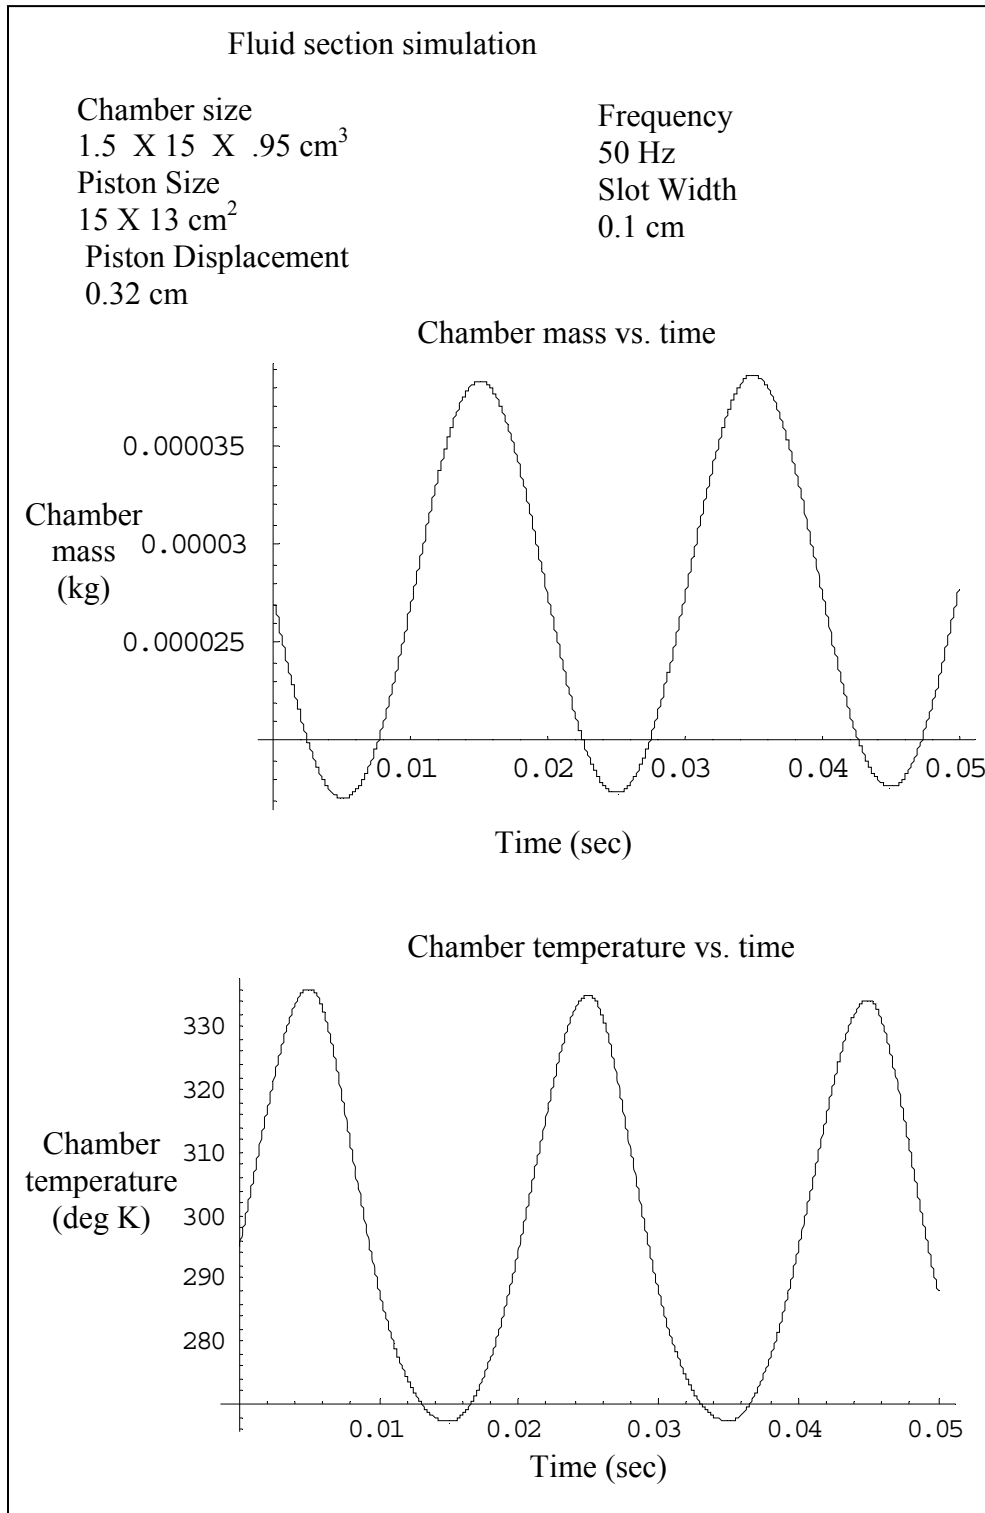 Fluid section simulation
Chamber size
1.5 X 15 X .95 cm³
Piston Size
15 X 13 cm²
Piston Displacement
0.32 cm
Frequency
50 Hz
Slot Width
0.1 cm
Chamber mass vs. time
0.000035
Chamber
mass
(kg)
0.00003
0.000025
0.01 0.02 0.03 0.04 0.05
Time (sec)
Chamber temperature vs. time
330
320
310
Chamber
temperature
(deg K)
300
290
280
0.01 0.02 0.03 0.04 0.05
Time (sec)